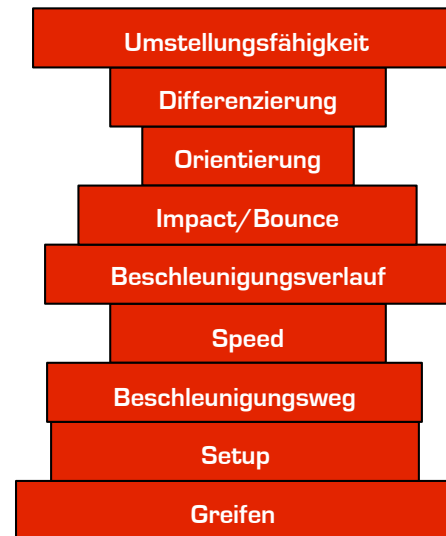 Umstellungsfähigkeit
Differenzierung
Orientierung
Impact/Bounce
Beschleunigungsverlauf
Speed
Beschleunigungsweg
Setup
Greifen